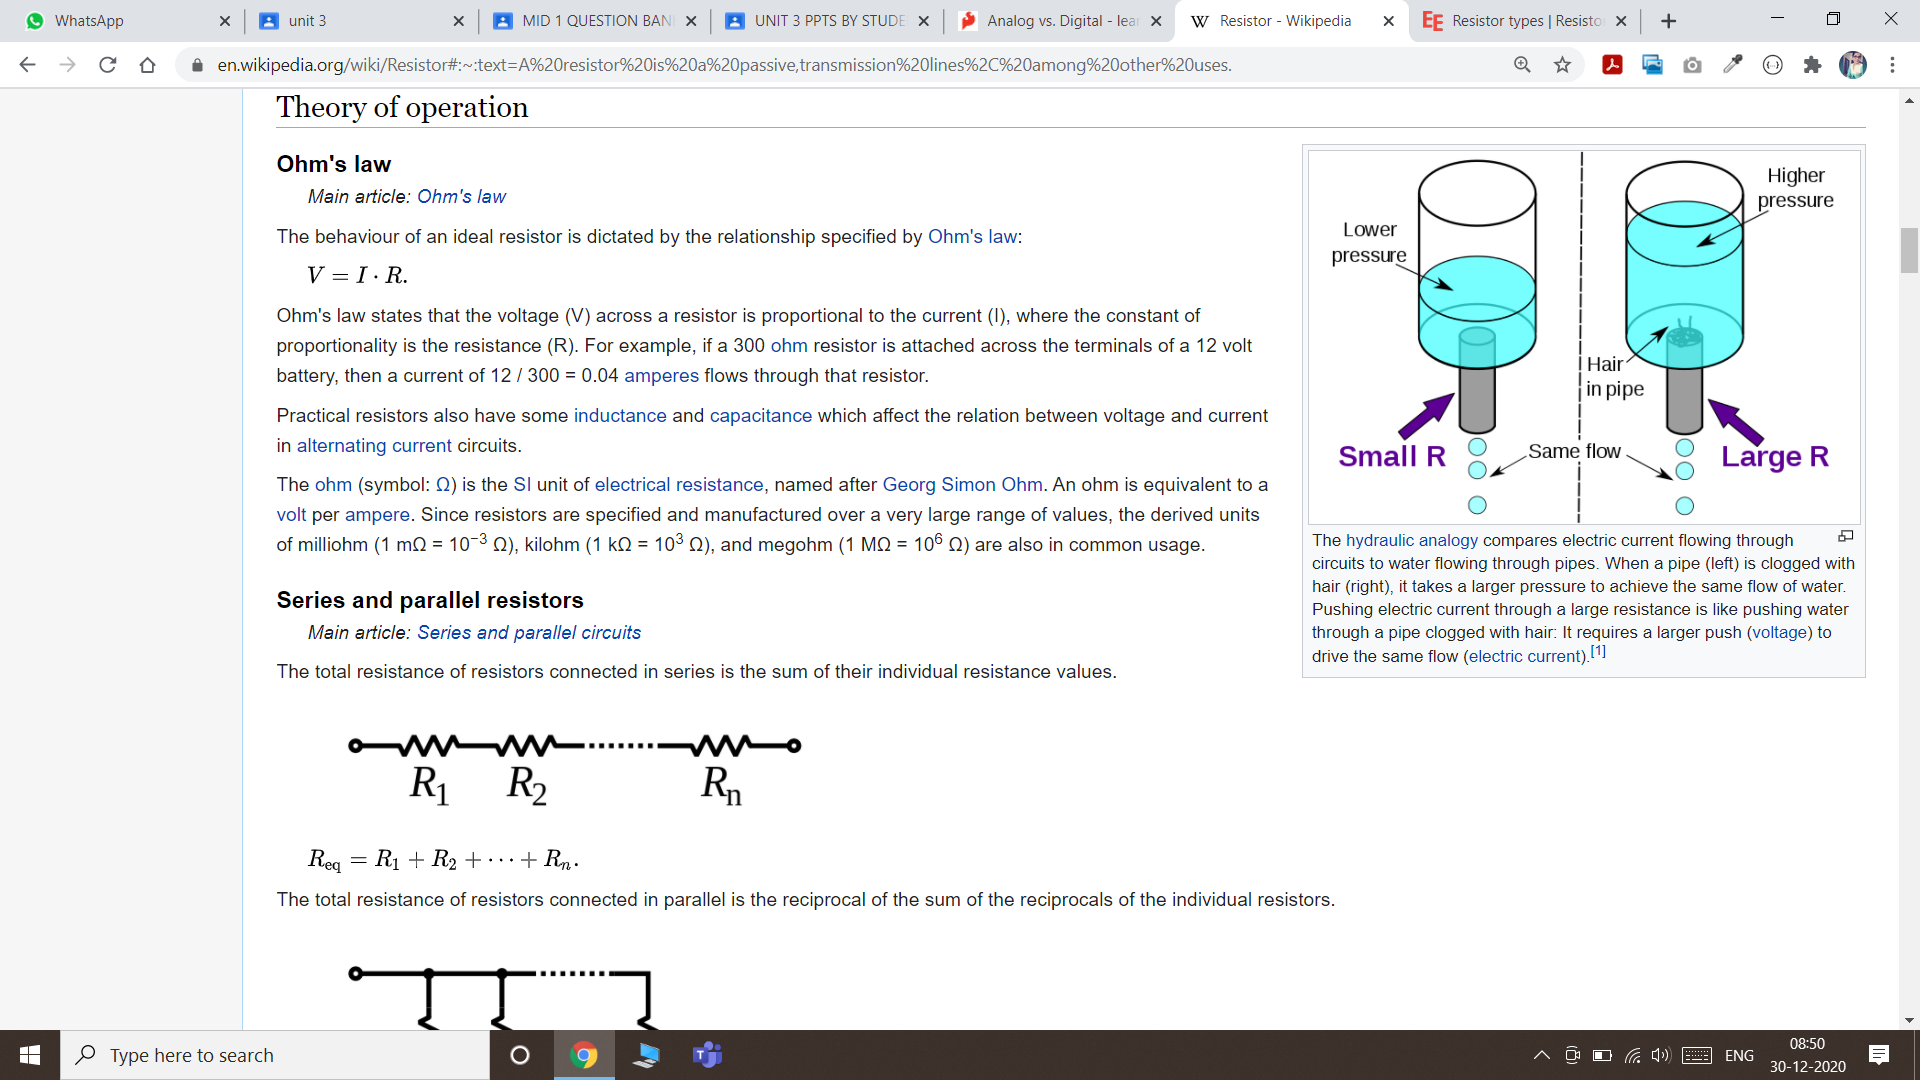 WhatsApp
unit 3
MID 1 QUESTION BAN
UNIT 3 PPTS BY STUDE
Analog vs. Digital - lear
Resistor - Wikipedia
Resistor types | Resisto
en.wikipedia.org/wiki/Resistor#:~:text=A%20resistor%20is%20a%20passive,transmission%20lines%2C%20among%20other%20uses.
Theory of operation
Ohm's law
Main article: Ohm's law
The behaviour of an ideal resistor is dictated by the relationship specified by Ohm's law:
V = I · R.
Ohm's law states that the voltage (V) across a resistor is proportional to the current (I), where the constant of
proportionality is the resistance (R). For example, if a 300 ohm resistor is attached across the terminals of a 12 volt
battery, then a current of 12 / 300 = 0.04 amperes flows through that resistor.
Practical resistors also have some inductance and capacitance which affect the relation between voltage and current
in alternating current circuits.
The ohm (symbol: Ω) is the SI unit of electrical resistance, named after Georg Simon Ohm. An ohm is equivalent to a
volt per ampere. Since resistors are specified and manufactured over a very large range of values, the derived units
of milliohm (1 mΩ = 10⁻³ Ω), kilohm (1 kΩ = 10³ Ω), and megohm (1 MΩ = 10⁶ Ω) are also in common usage.
Lower
pressure
Higher
pressure
Hair
in pipe
Small R
Same flow
Large R
The hydraulic analogy compares electric current flowing through
circuits to water flowing through pipes. When a pipe (left) is clogged with
hair (right), it takes a larger pressure to achieve the same flow of water.
Pushing electric current through a large resistance is like pushing water
through a pipe clogged with hair: It requires a larger push (voltage) to
drive the same flow (electric current).[1]
Series and parallel resistors
Main article: Series and parallel circuits
The total resistance of resistors connected in series is the sum of their individual resistance values.
R₁ R₂ Rₙ
R_eq = R₁ + R₂ + ··· + Rₙ.
The total resistance of resistors connected in parallel is the reciprocal of the sum of the reciprocals of the individual resistors.
Type here to search
ENG
08:50
30-12-2020